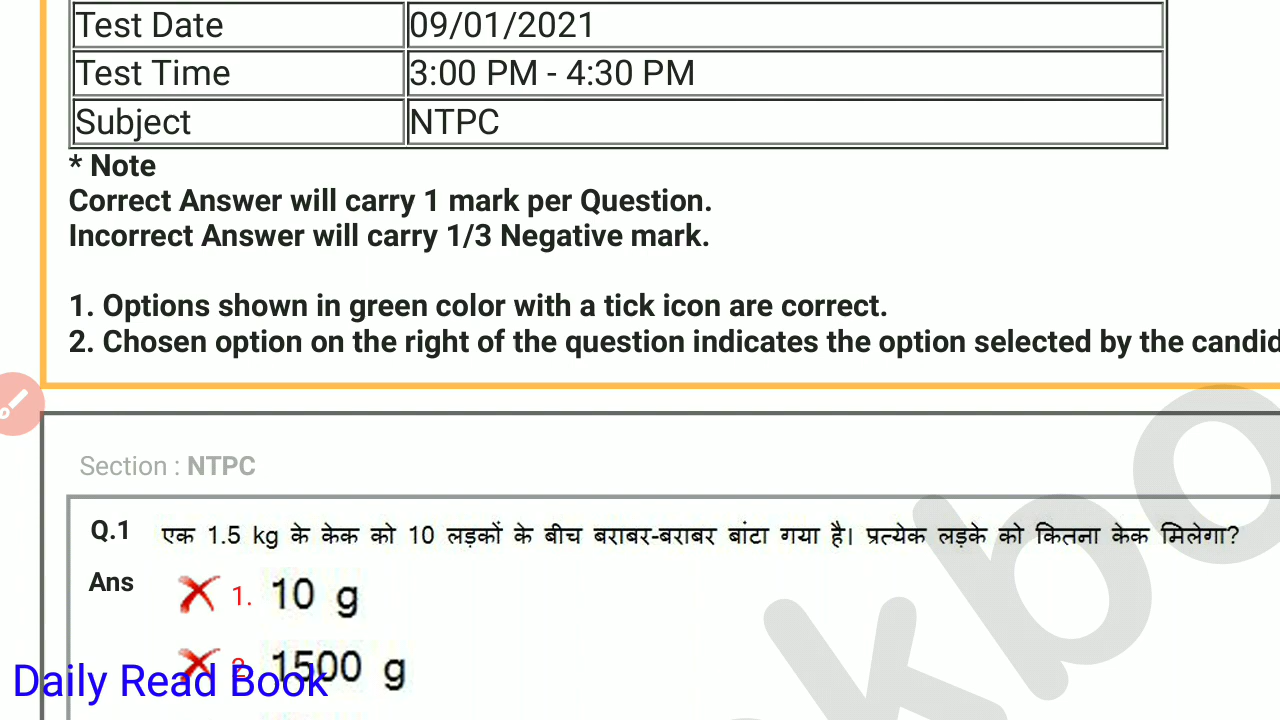 Test Date 09/01/2021
Test Time 3:00 PM - 4:30 PM
Subject NTPC
* Note
Correct Answer will carry 1 mark per Question.
Incorrect Answer will carry 1/3 Negative mark.
1. Options shown in green color with a tick icon are correct.
2. Chosen option on the right of the question indicates the option selected by the candid
Section : NTPC
Q.1 एक 1.5 kg के केक को 10 लड़कों के बीच बराबर-बराबर बांटा गया है। प्रत्येक लड़के को कितना केक मिलेगा?
Ans 1. 10 g
2. 1500 g
Daily Read Book
kbo